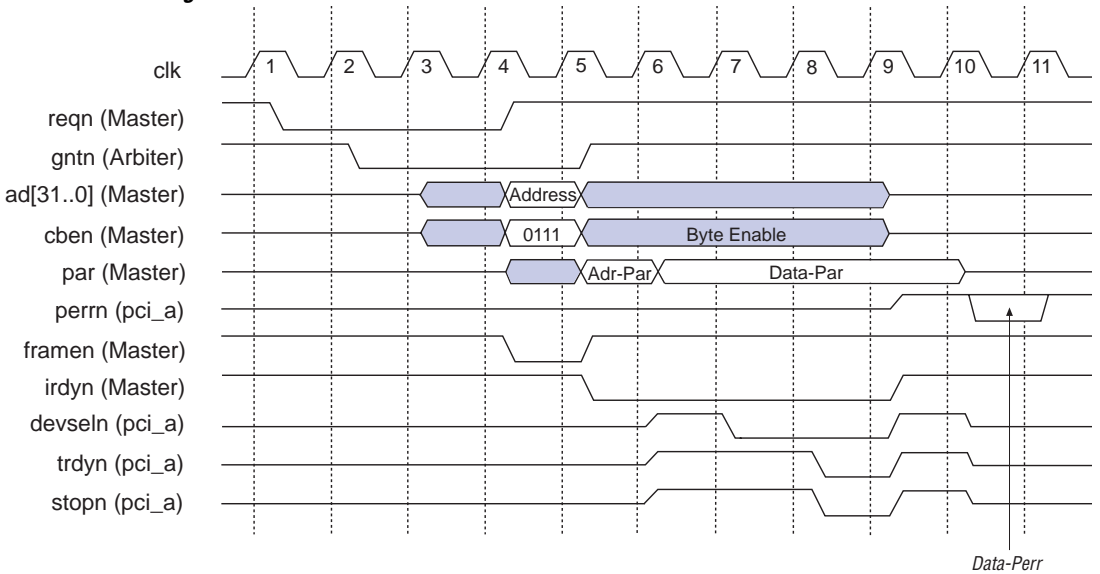 clk 1 2 3 4 5 6 7 8 9 10 11
reqn (Master)
gntn (Arbiter)
ad[31..0] (Master) Address
cben (Master) 0111 Byte Enable
par (Master) Adr-Par Data-Par
perrn (pci_a)
framen (Master)
irdyn (Master)
devseln (pci_a)
trdyn (pci_a)
stopn (pci_a)
Data-Perr